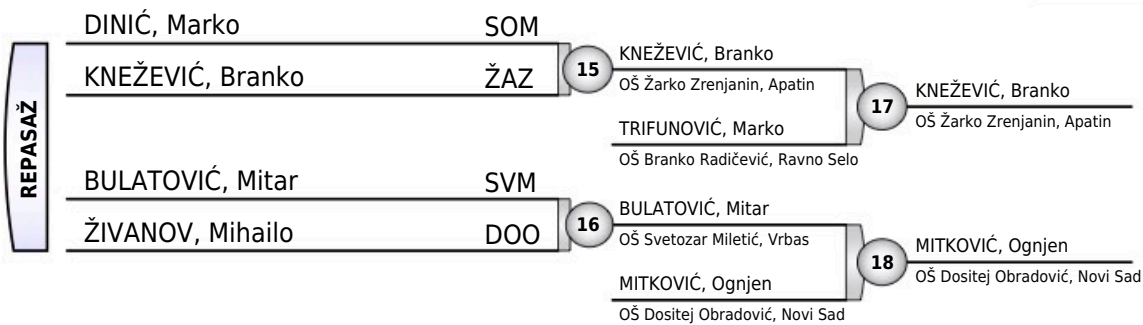 REPASAŽ
DINIĆ, Marko SOM
KNEŽEVIĆ, Branko ŽAZ
15
KNEŽEVIĆ, Branko
OŠ Žarko Zrenjanin, Apatin
TRIFUNOVIĆ, Marko
OŠ Branko Radičević, Ravno Selo
17
KNEŽEVIĆ, Branko
OŠ Žarko Zrenjanin, Apatin
BULATOVIĆ, Mitar SVM
ŽIVANOV, Mihailo DOO
16
BULATOVIĆ, Mitar
OŠ Svetozar Miletić, Vrbas
MITKOVIĆ, Ognjen
OŠ Dositej Obradović, Novi Sad
18
MITKOVIĆ, Ognjen
OŠ Dositej Obradović, Novi Sad